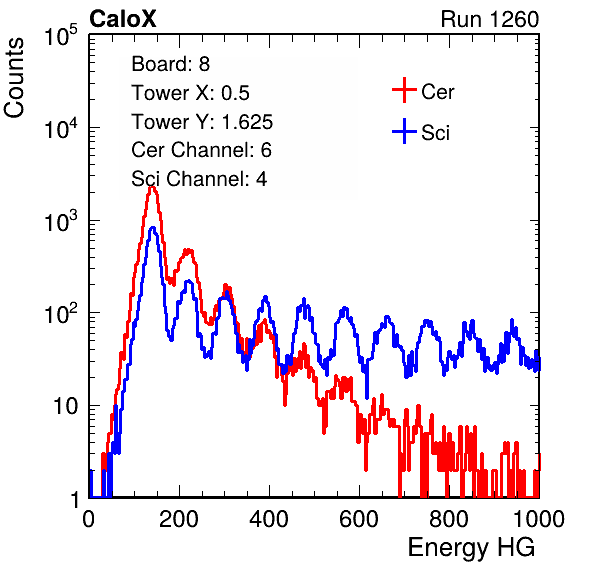 CaloX Run 1260
Counts
10^5
10^4
10^3
10^2
10
1
Board: 8
Tower X: 0.5
Tower Y: 1.625
Cer Channel: 6
Sci Channel: 4
Cer
Sci
0 200 400 600 800 1000
Energy HG